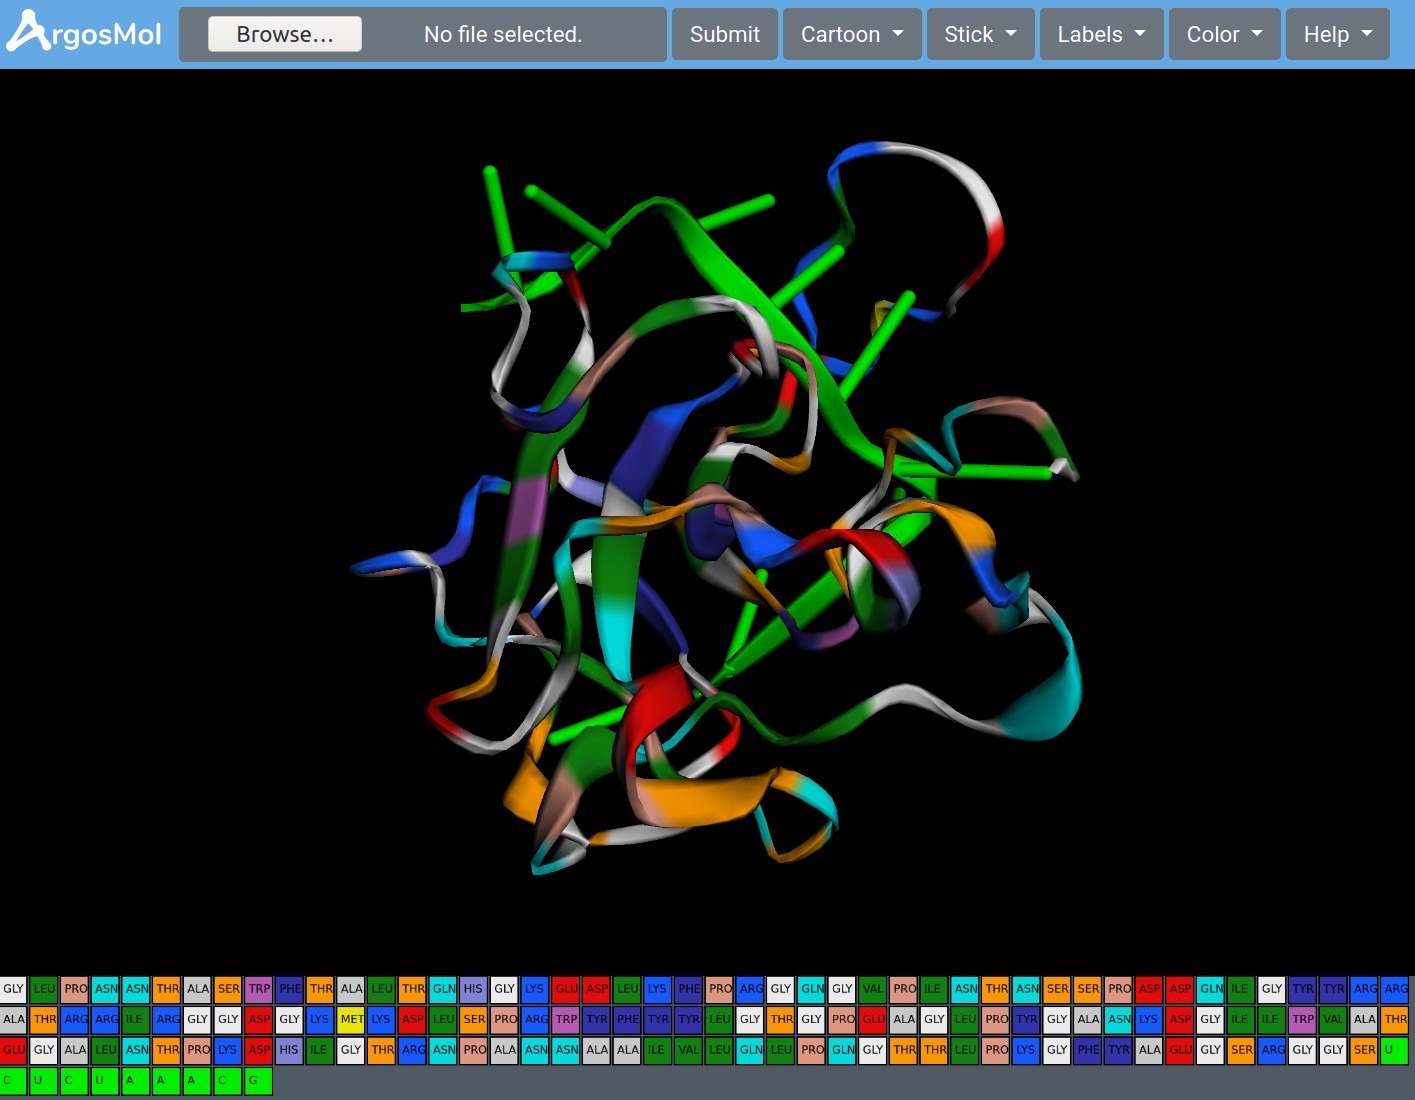 ArgosMol Browse... No file selected. Submit Cartoon Stick Labels Color Help
GLY LEU PRO ASN ASN THR ALA SER TRP PHE THR ALA LEU THR GLN HIS GLY LYS GLU ASP LEU LYS PHE PRO ARG GLY GLN GLY VAL PRO ILE ASN THR ASN SER SER PRO ASP ASP GLN ILE GLY TYR TYR ARG ARG
ALA THR ARG ARG ILE ARG GLY GLY ASP GLY LYS MET LYS ASP LEU SER PRO ARG TRP TYR PHE TYR TYR LEU GLY THR GLY PRO GLU ALA GLY LEU PRO TYR GLY ALA ASN LYS ASP GLY ILE ILE TRP VAL ALA THR
GLU GLY ALA LEU ASN THR PRO LYS ASP HIS ILE GLY THR ARG ASN PRO ALA ASN ASN ALA ALA ILE VAL LEU GLN LEU PRO GLN GLY THR THR LEU PRO LYS GLY PHE TYR ALA GLU GLY SER ARG GLY GLY SER U
C U C U A A A C G